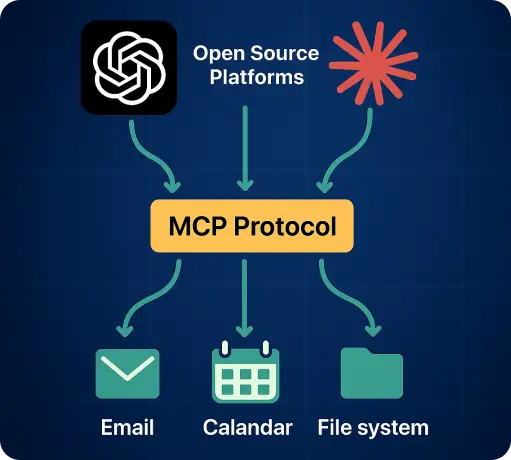 Open Source
Platforms
MCP Protocol
Email
Calandar
File system